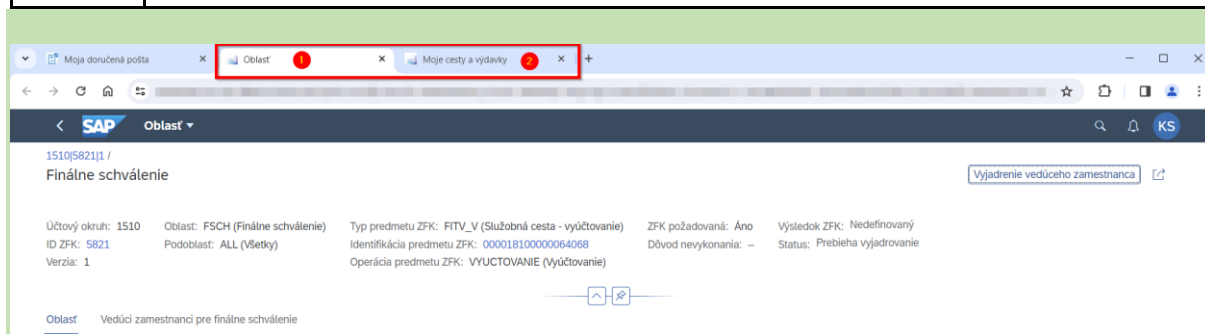 Moja doručená pošta
Oblasť 1
Moje cesty a výdavky 2
SAP Oblasť KS
1510|5821|1 /
Finálne schválenie
Vyjadrenie vedúceho zamestnanca
Účtový okruh: 1510 Oblast: FSCH (Finálne schválenie) Typ predmetu ZFK: FITV_V (Služobná cesta - vyúčtovanie) ZFK požadovaná: Áno Výsledok ZFK: Nedefinovaný
ID ZFK: 5821 Podoblast: ALL (Všetky) Identifikácia predmetu ZFK: 000018100000064068 Dôvod nevykonania: – Status: Prebieha vyjadrovanie
Verzia: 1 Operácia predmetu ZFK: VYUCTOVANIE (Vyúčtovanie)
Oblasť Vedúci zamestnanci pre finálne schválenie